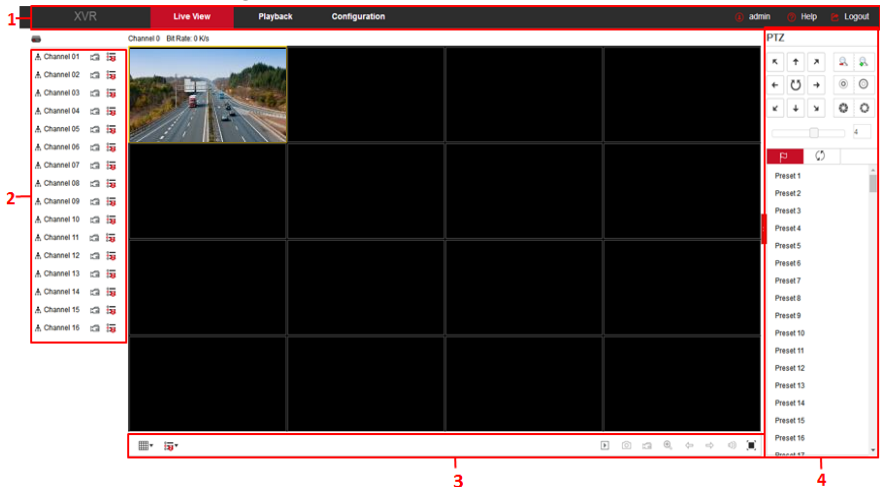 XVR Live View Playback Configuration admin Help Logout
1
Channel 0 Bit Rate: 0 K/s
PTZ
Channel 01
Channel 02
Channel 03
Channel 04
Channel 05
Channel 06
Channel 07
Channel 08
Channel 09
Channel 10
Channel 11
Channel 12
Channel 13
Channel 14
Channel 15
Channel 16
2
4
Preset 1
Preset 2
Preset 3
Preset 4
Preset 5
Preset 6
Preset 7
Preset 8
Preset 9
Preset 10
Preset 11
Preset 12
Preset 13
Preset 14
Preset 15
Preset 16
Preset 17
3
4